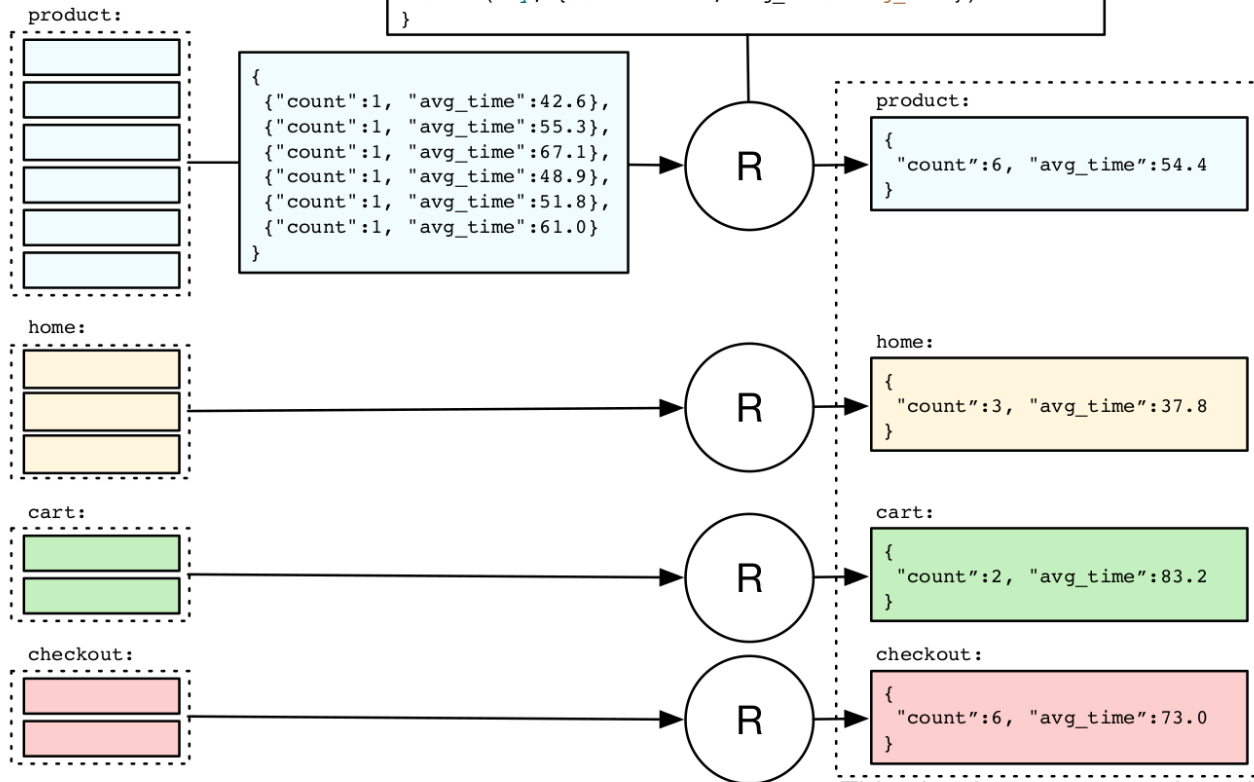 }
product:
{
{"count":1, "avg_time":42.6},
{"count":1, "avg_time":55.3},
{"count":1, "avg_time":67.1},
{"count":1, "avg_time":48.9},
{"count":1, "avg_time":51.8},
{"count":1, "avg_time":61.0}
}
R
product:
{
"count”:6, "avg_time”:54.4
}
home:
R
home:
{
"count”:3, "avg_time”:37.8
}
cart:
R
cart:
{
"count”:2, "avg_time”:83.2
}
checkout:
R
checkout:
{
"count”:6, "avg_time”:73.0
}